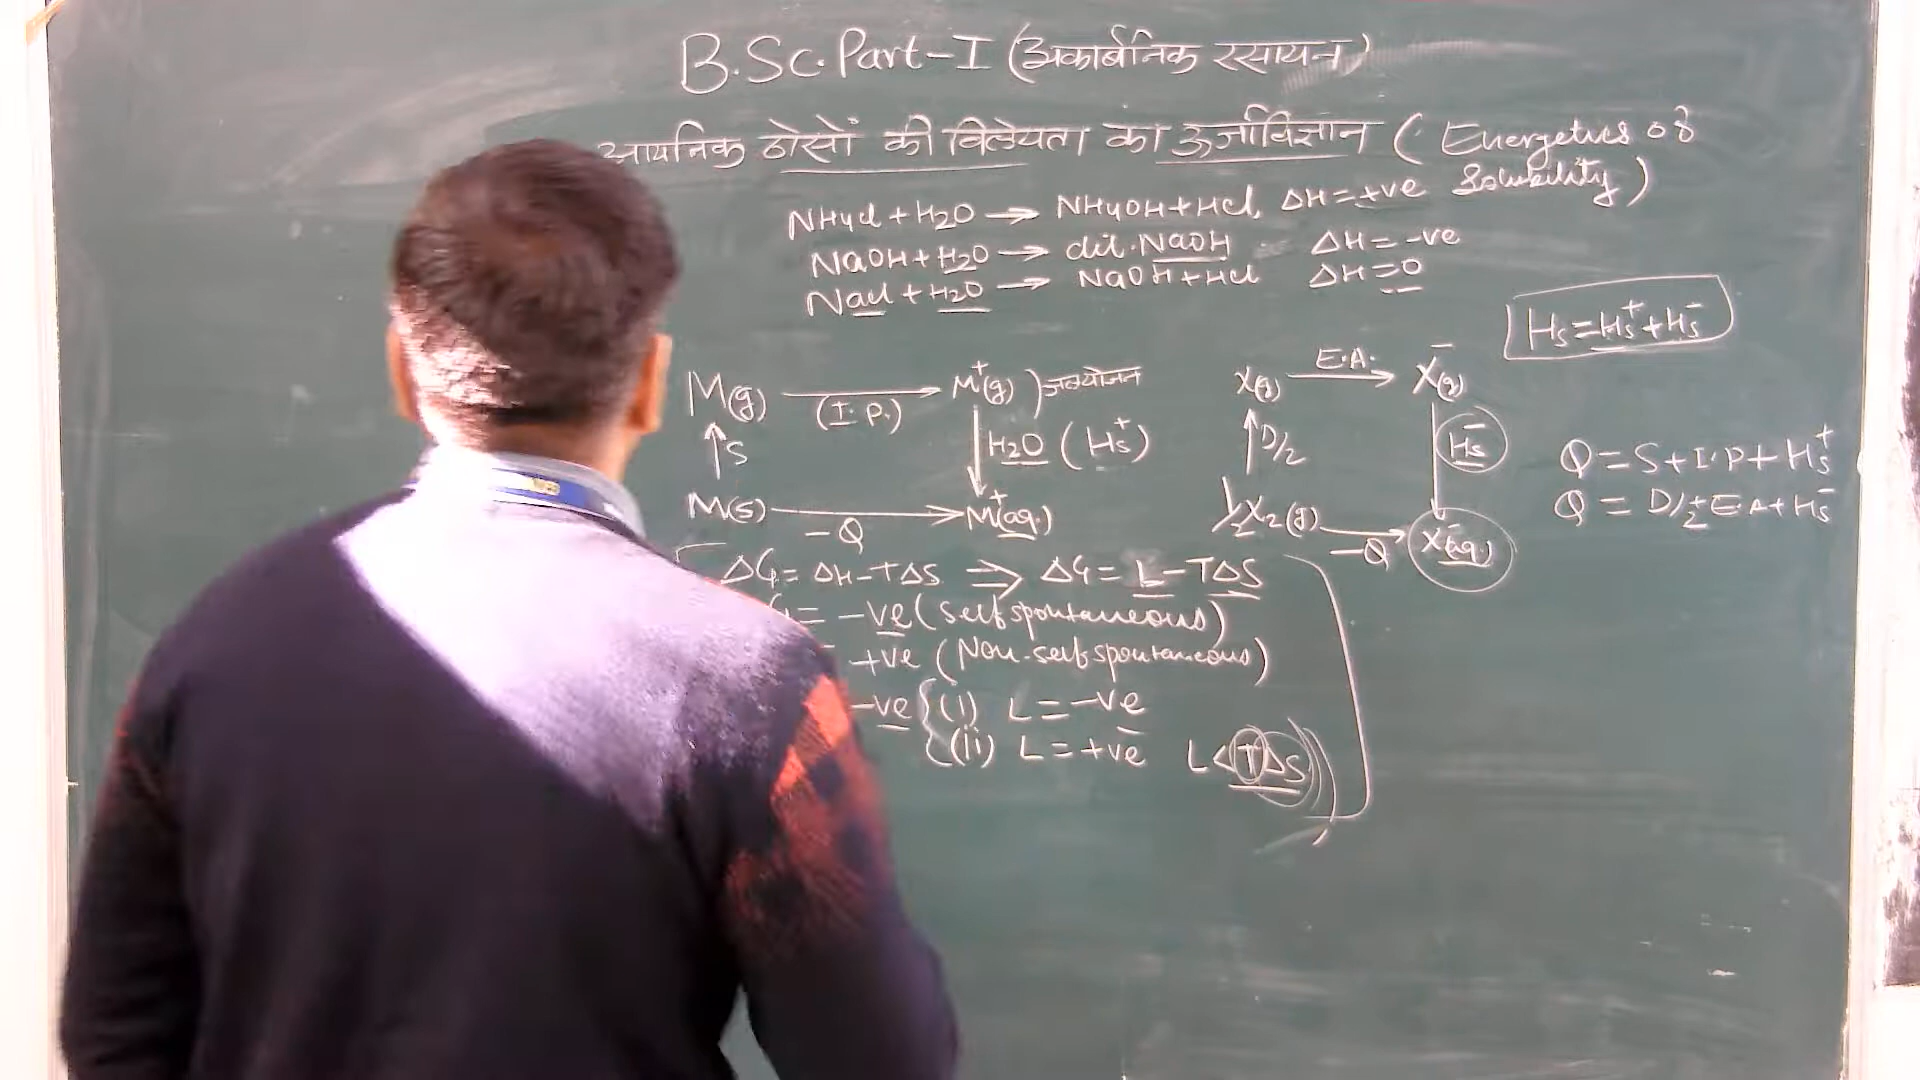 B.Sc. Part-I (अकार्बनिक रसायन)
आयनिक ठोसों की विलेयता का ऊर्जाविज्ञान ( Energetics of Solubility)
NH4Cl + H2O → NH4OH + HCl, ΔH = +ve
NaOH + H2O → dil. NaOH ΔH = -ve
NaCl + H2O → NaOH + HCl ΔH = 0
Hs = Hs⁺ + Hs⁻
M(g) (I.P.) → M⁺(g) ) जलयोजन
↑ S
↓ H2O (Hs⁺)
M(s) -Q → M⁺(aq.)
X(g) E.A. → X⁻(g)
↑ D/2
↓ Hs⁻
½X2(g) -Q → X⁻(aq.)
Q = S + I.P + Hs⁺
Q = D/2 + EA + Hs⁻
ΔG = ΔH - TΔS ⇒ ΔG = L - TΔS
= -ve (Self spontaneous)
+ve (Non-self spontaneous)
-ve { (i) L = -ve
(ii) L = +ve L < TΔS